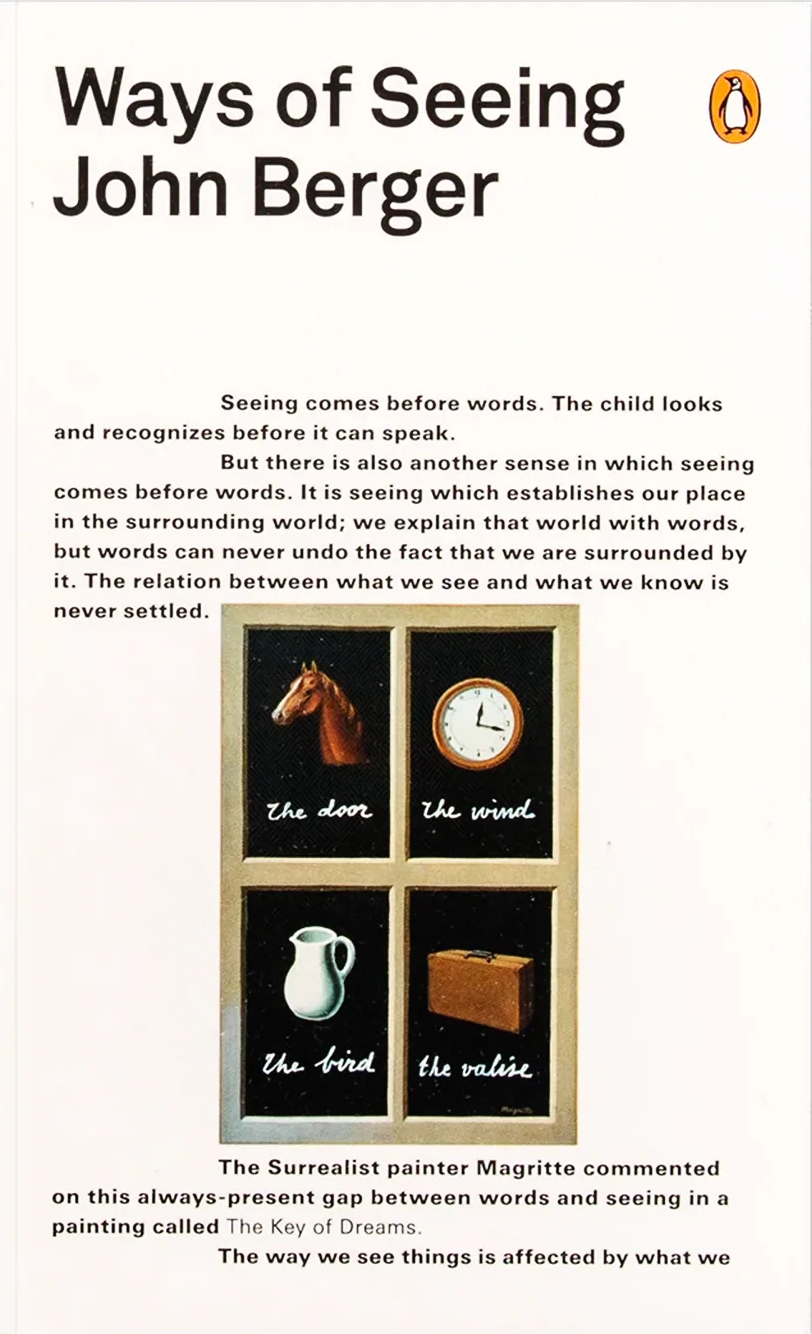 Ways of Seeing
John Berger
Seeing comes before words. The child looks
and recognizes before it can speak.
But there is also another sense in which seeing
comes before words. It is seeing which establishes our place
in the surrounding world; we explain that world with words,
but words can never undo the fact that we are surrounded by
it. The relation between what we see and what we know is
never settled.
The door
The wind
The bird
the valise
Magritte
The Surrealist painter Magritte commented
on this always-present gap between words and seeing in a
painting called The Key of Dreams.
The way we see things is affected by what we